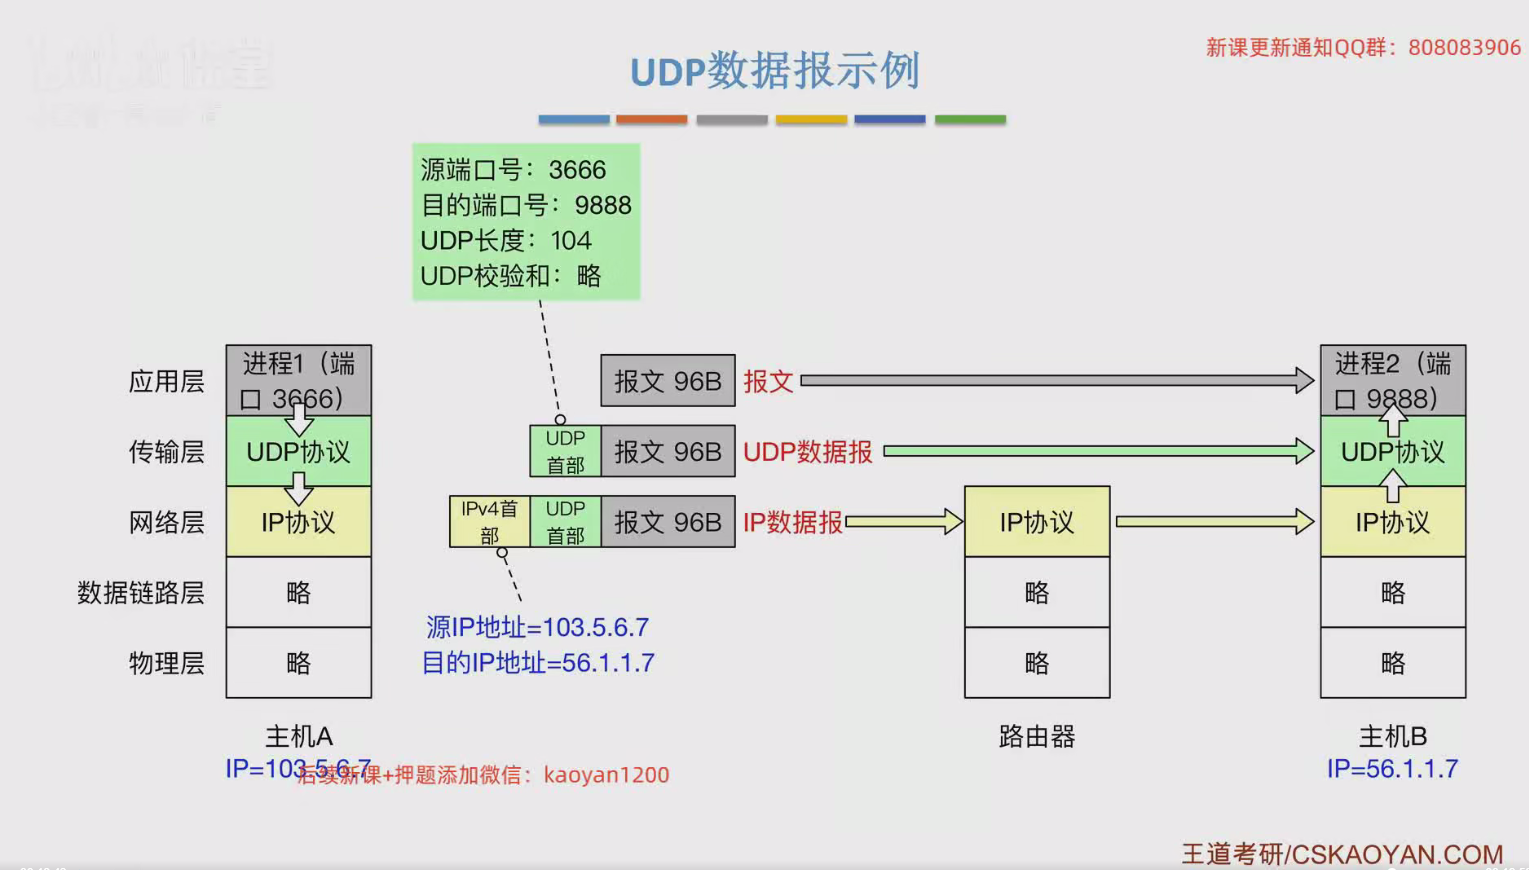 新课更新通知QQ群：808083906
UDP数据报示例
源端口号：3666
目的端口号：9888
UDP长度：104
UDP校验和：略
应用层
进程1（端
口 3666）
报文 96B
报文
进程2（端
口 9888）
传输层
UDP协议
UDP
首部
报文 96B
UDP数据报
UDP协议
网络层
IP协议
IPv4首
部
UDP
首部
报文 96B
IP数据报
IP协议
IP协议
数据链路层
略
略
略
源IP地址=103.5.6.7
目的IP地址=56.1.1.7
物理层
略
略
略
主机A
IP=103.5.6.7
路由器
主机B
IP=56.1.1.7
后续新课+押题添加微信：kaoyan1200
王道考研/CSKAOYAN.COM